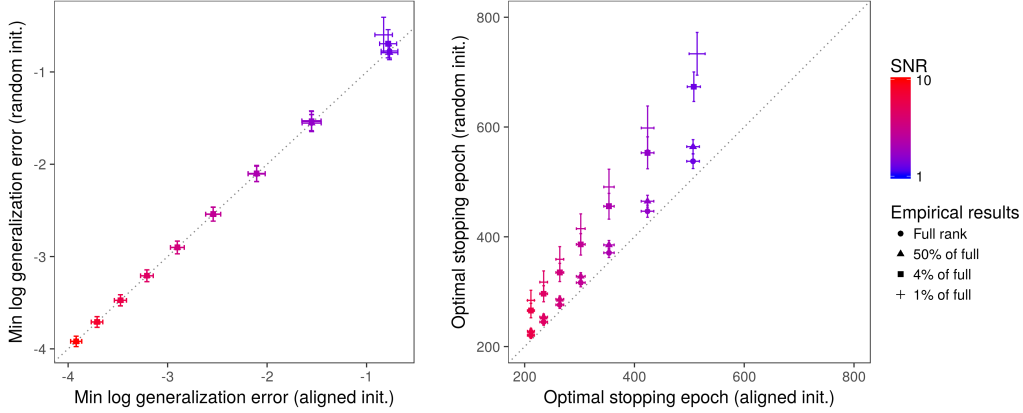 Min log generalization error (random init.)
-1
-2
-3
-4
-4
-3
-2
-1
Min log generalization error (aligned init.)
Optimal stopping epoch (random init.)
800
600
400
200
200
400
600
800
Optimal stopping epoch (aligned init.)
SNR
10
1
Empirical results
Full rank
50% of full
4% of full
1% of full